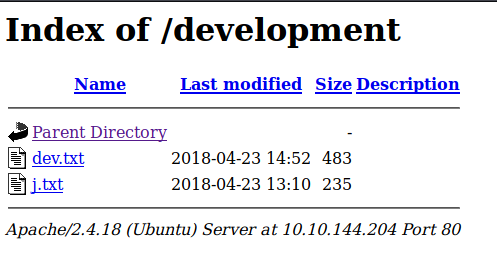 Index of /development
Name Last modified Size Description
Parent Directory -
dev.txt 2018-04-23 14:52 483
j.txt 2018-04-23 13:10 235
Apache/2.4.18 (Ubuntu) Server at 10.10.144.204 Port 80